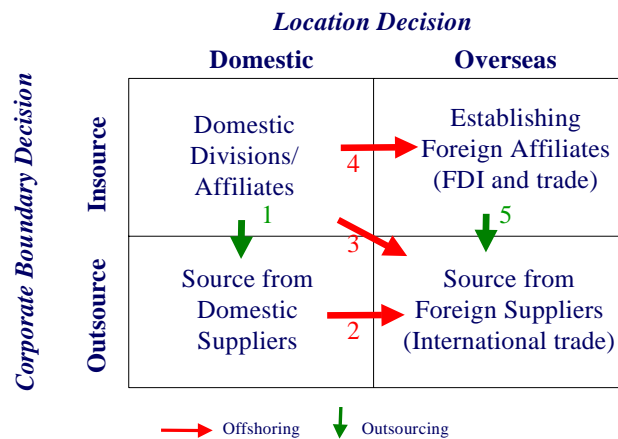 Location Decision
Domestic
Overseas
Corporate Boundary Decision
Insource
Domestic
Divisions/
Affiliates
4
Establishing
Foreign Affiliates
(FDI and trade)
1
3
5
Outsource
Source from
Domestic
Suppliers
2
Source from
Foreign Suppliers
(International trade)
Offshoring
Outsourcing